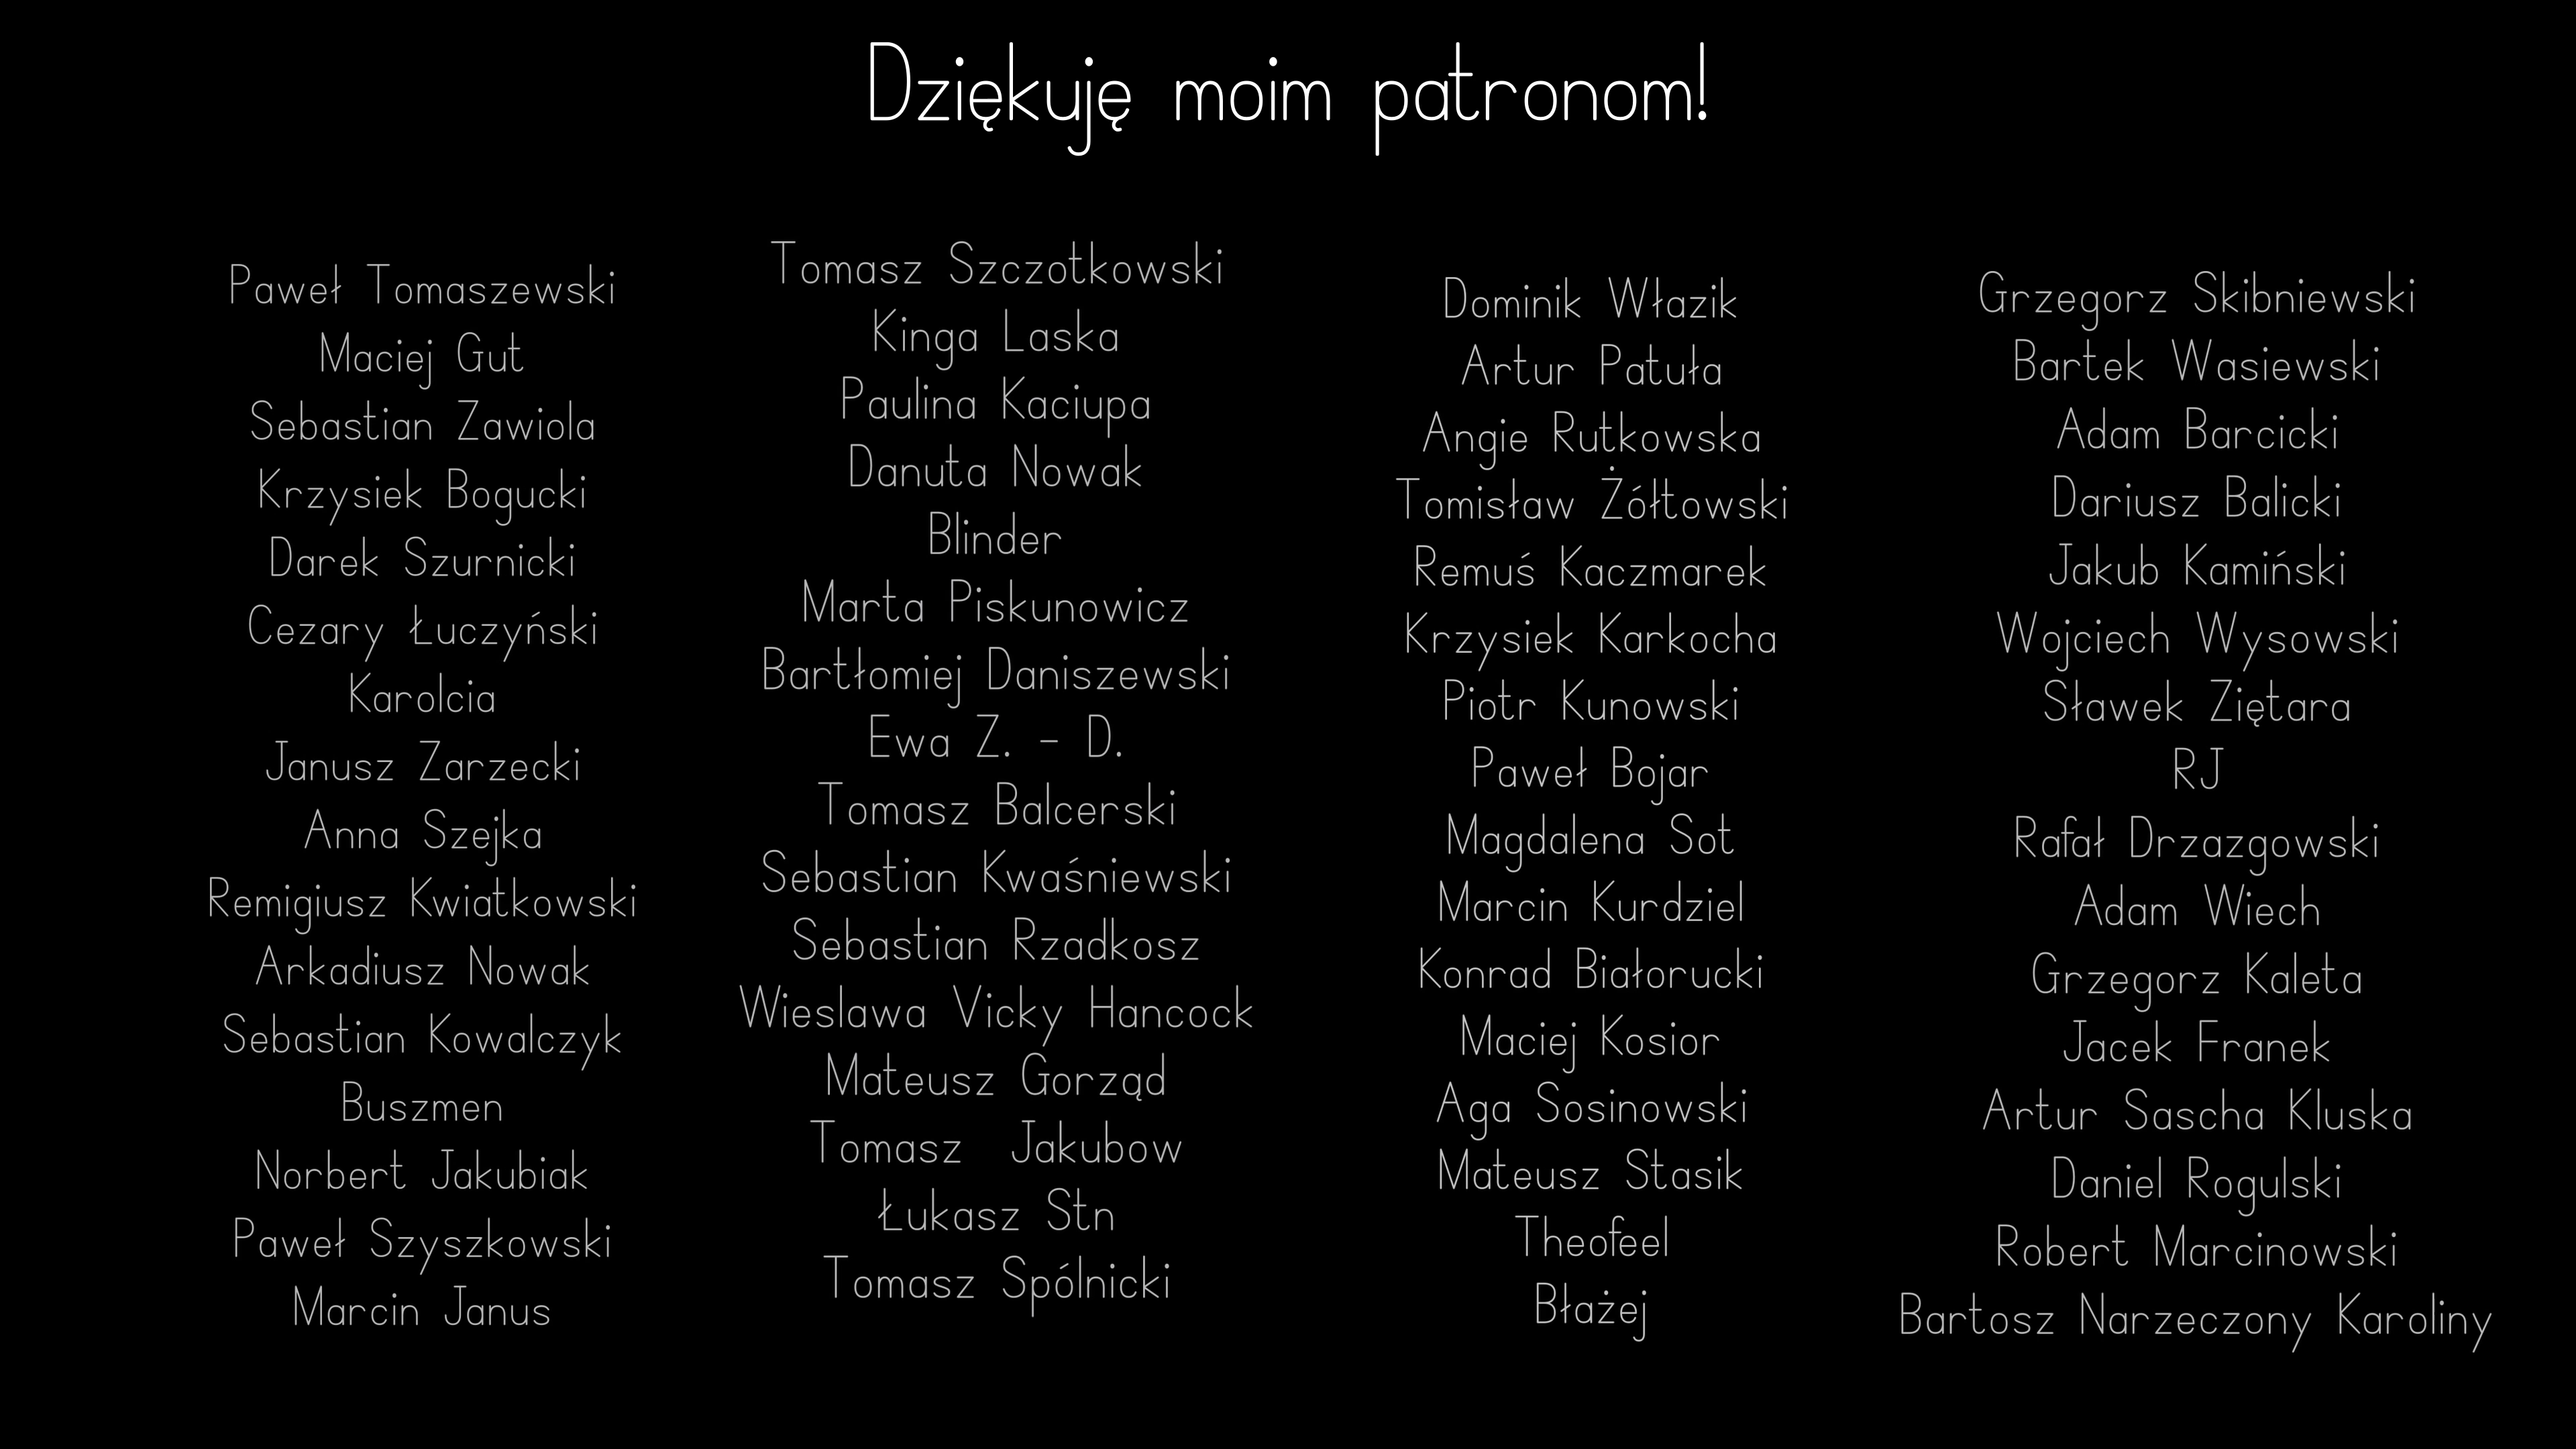 Dziękuję moim patronom!
Paweł Tomaszewski
Maciej Gut
Sebastian Zawiola
Krzysiek Bogucki
Darek Szurnicki
Cezary Łuczyński
Karolcia
Janusz Zarzecki
Anna Szejka
Remigiusz Kwiatkowski
Arkadiusz Nowak
Sebastian Kowalczyk
Buszmen
Norbert Jakubiak
Paweł Szyszkowski
Marcin Janus
Tomasz Szczotkowski
Kinga Laska
Paulina Kaciupa
Danuta Nowak
Blinder
Marta Piskunowicz
Bartłomiej Daniszewski
Ewa Z. - D.
Tomasz Balcerski
Sebastian Kwaśniewski
Sebastian Rzadkosz
Wieslawa Vicky Hancock
Mateusz Gorząd
Tomasz Jakubow
Łukasz Stn
Tomasz Spólnicki
Dominik Włazik
Artur Patuła
Angie Rutkowska
Tomisław Żółtowski
Remuś Kaczmarek
Krzysiek Karkocha
Piotr Kunowski
Paweł Bojar
Magdalena Sot
Marcin Kurdziel
Konrad Białorucki
Maciej Kosior
Aga Sosinowski
Mateusz Stasik
Theofeel
Błażej
Grzegorz Skibniewski
Bartek Wasiewski
Adam Barcicki
Dariusz Balicki
Jakub Kamiński
Wojciech Wysowski
Sławek Ziętara
RJ
Rafał Drzazgowski
Adam Wiech
Grzegorz Kaleta
Jacek Franek
Artur Sascha Kluska
Daniel Rogulski
Robert Marcinowski
Bartosz Narzeczony Karoliny